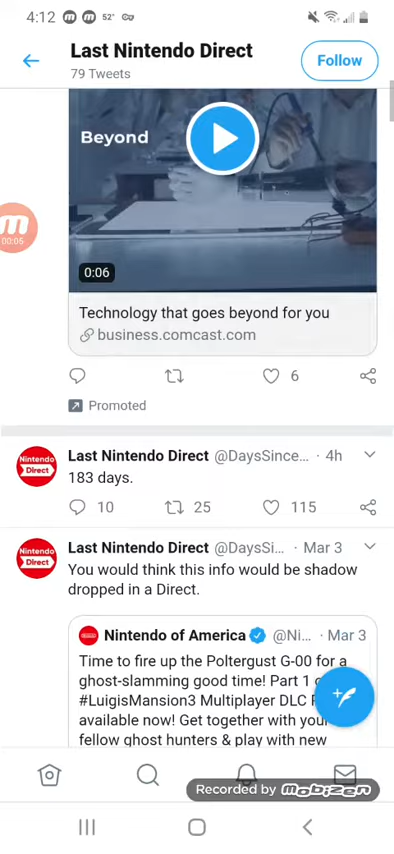 4:12 52°
Last Nintendo Direct
79 Tweets
Follow
Beyond
0:06
00:05
Technology that goes beyond for you
business.comcast.com
6
Promoted
Nintendo
Direct
Last Nintendo Direct @DaysSince... · 4h
183 days.
10 25 115
Nintendo
Direct
Last Nintendo Direct @DaysSi... · Mar 3
You would think this info would be shadow
dropped in a Direct.
Nintendo of America @Ni... · Mar 3
Time to fire up the Poltergust G-00 for a
ghost-slamming good time! Part 1
#LuigisMansion3 Multiplayer DLC
available now! Get together with your
fellow ghost hunters & play with new
Recorded by mobizen